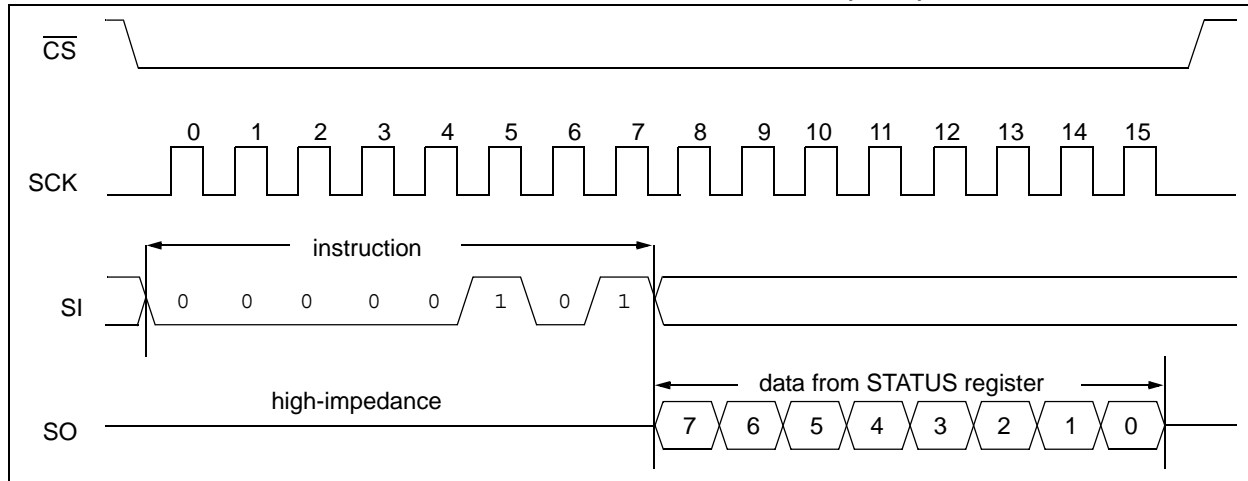 CS
0 1 2 3 4 5 6 7 8 9 10 11 12 13 14 15
SCK
instruction
SI 0 0 0 0 0 1 0 1
data from STATUS register
high-impedance
SO 7 6 5 4 3 2 1 0